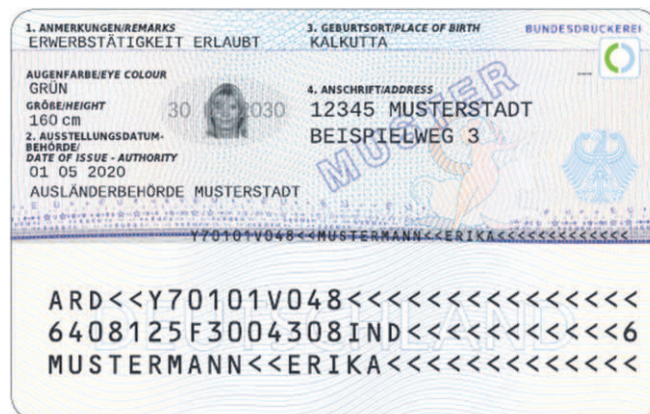 1. ANMERKUNGEN/REMARKS
ERWERBSTÄTIGKEIT ERLAUBT
3. GEBURTSORT/PLACE OF BIRTH
KALKUTTA
BUNDESDRUCKEREI
AUGENFARBE/EYE COLOUR
GRÜN
GRÖßE/HEIGHT
160 cm
30 2030
2. AUSSTELLUNGSDATUM-
BEHÖRDE/
DATE OF ISSUE - AUTHORITY
01 05 2020
AUSLÄNDERBEHÖRDE MUSTERSTADT
4. ANSCHRIFT/ADDRESS
12345 MUSTERSTADT
BEISPIELWEG 3
MUSTER
Y70101V048<<MUSTERMANN<<ERIKA<<<<<<<<<<<<<
DEUTSCHLAND
ARD<<Y70101V048<<<<<<<<<<<<<<<
6408125F3004308IND<<<<<<<<<<<6
MUSTERMANN<<ERIKA<<<<<<<<<<<<<